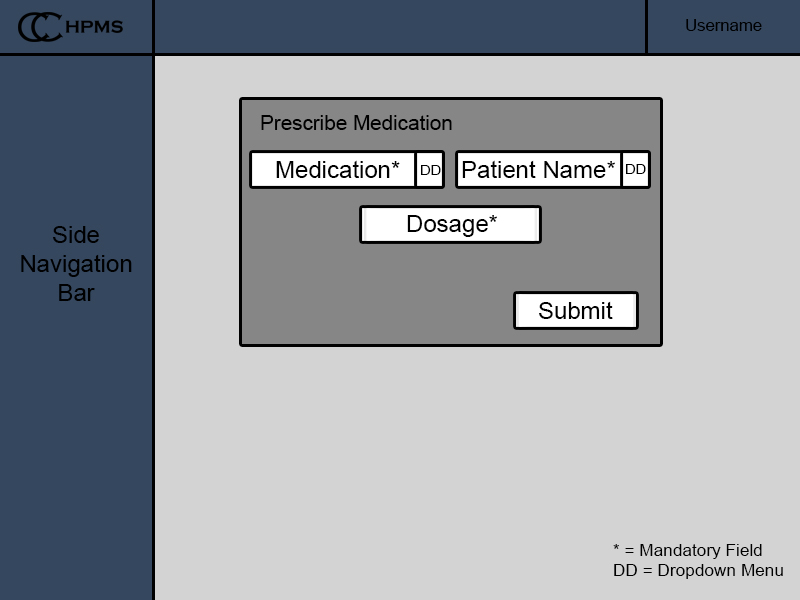 CCC HPMS
Username
Prescribe Medication
Medication* DD
Patient Name* DD
Dosage*
Submit
Side
Navigation
Bar
* = Mandatory Field
DD = Dropdown Menu